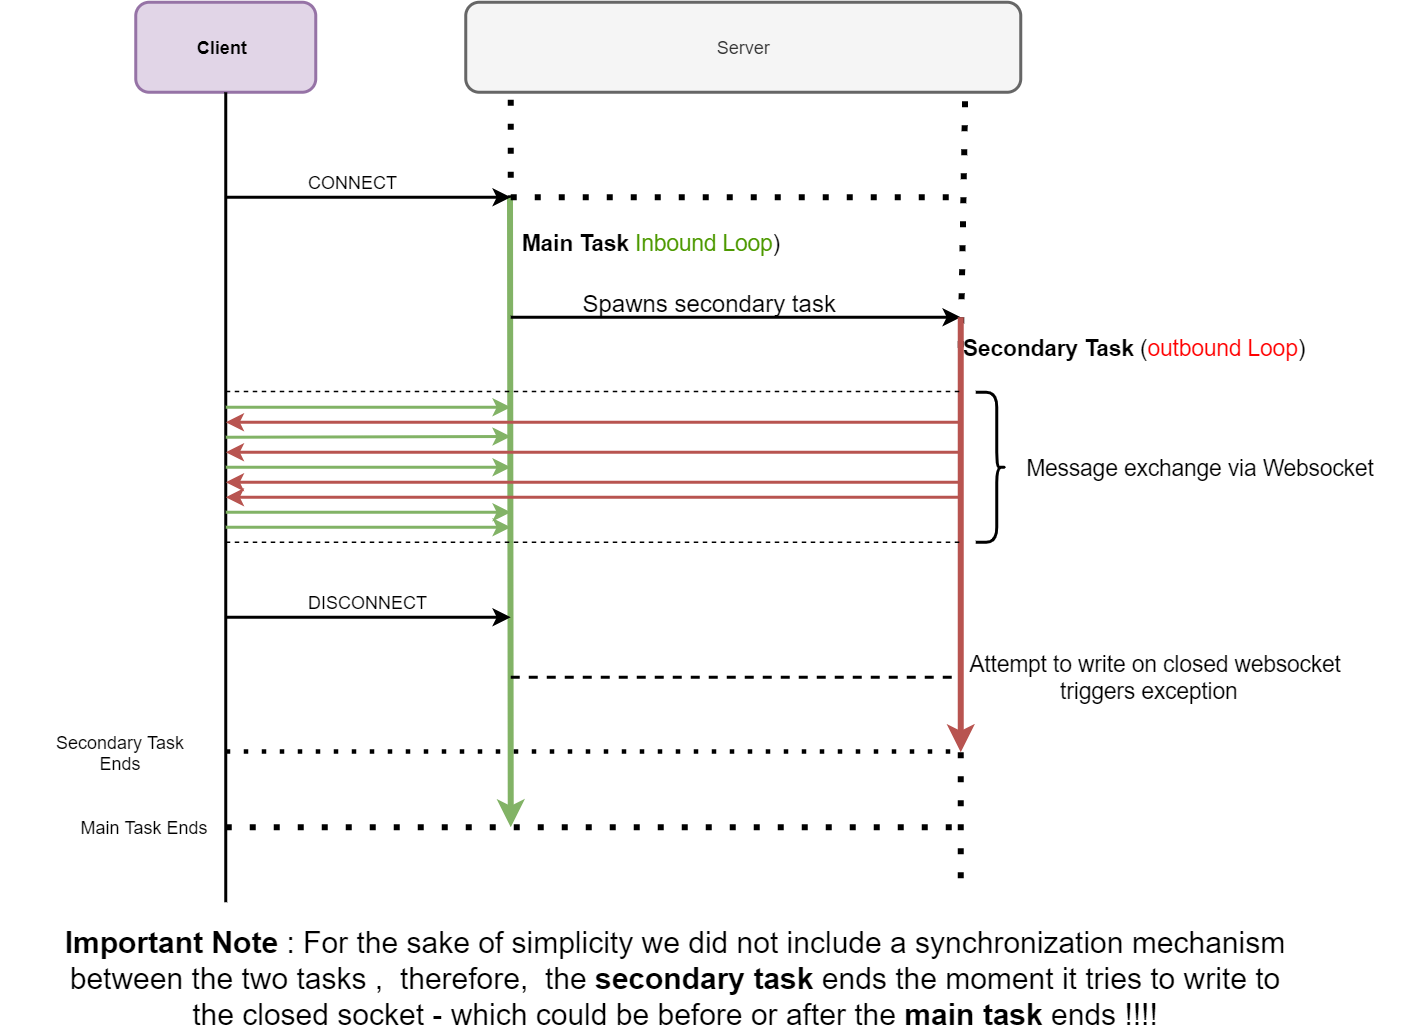 Client
Server
CONNECT
Main Task Inbound Loop)
Spawns secondary task
Secondary Task (outbound Loop)
Message exchange via Websocket
DISCONNECT
Attempt to write on closed websocket
triggers exception
Secondary Task
Ends
Main Task Ends
Important Note : For the sake of simplicity we did not include a synchronization mechanism
between the two tasks ,  therefore,  the secondary task ends the moment it tries to write to
the closed socket - which could be before or after the main task ends !!!!